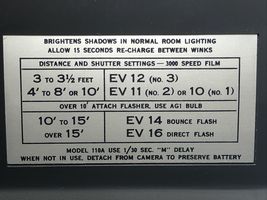 BRIGHTENS SHADOWS IN NORMAL ROOM LIGHTING
ALLOW 15 SECONDS RE-CHARGE BETWEEN WINKS
DISTANCE AND SHUTTER SETTINGS — 3000 SPEED FILM
3 TO 3½ FEET EV 12 (NO. 3)
4' TO 8' OR 10' EV 11 (NO. 2) OR 10 (NO. 1)
OVER 10' ATTACH FLASHER, USE AG1 BULB
10' TO 15' EV 14 BOUNCE FLASH
OVER 15' EV 16 DIRECT FLASH
MODEL 110A USE 1/30 SEC. "M" DELAY
WHEN NOT IN USE, DETACH FROM CAMERA TO PRESERVE BATTERY